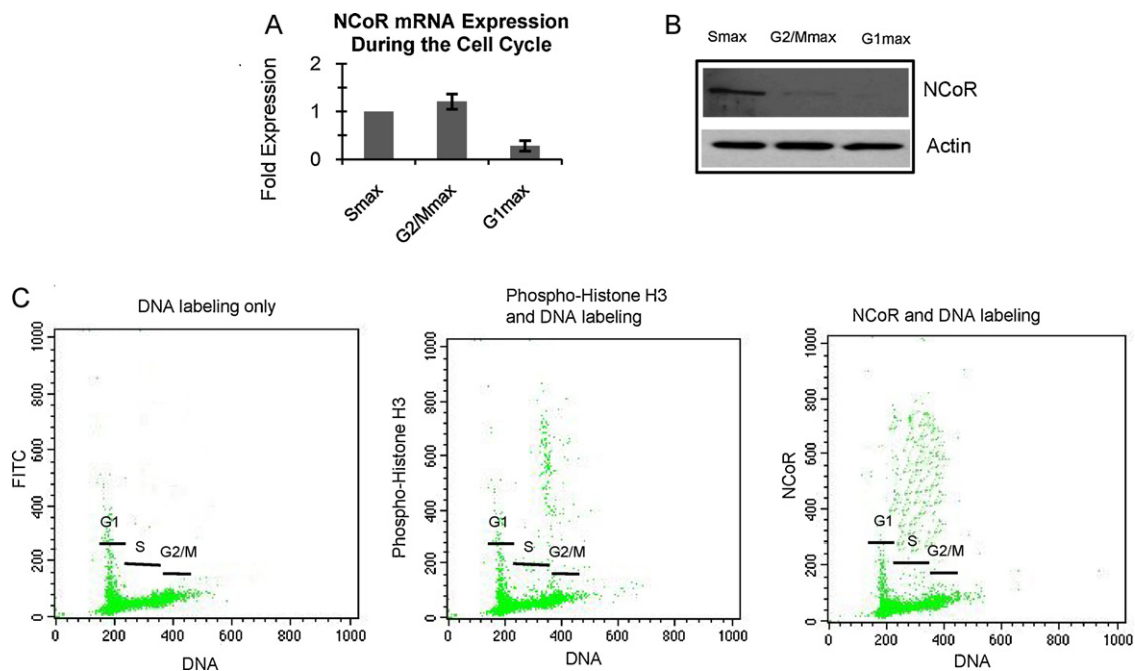 A
NCoR mRNA Expression
During the Cell Cycle
Fold Expression
2
1
0
Smax
G2/Mmax
G1max
B
Smax G2/Mmax G1max
NCoR
Actin
C
DNA labeling only
FITC
1000
800
600
400
200
0
G1
S
G2/M
0 200 400 600 800 1000
DNA
Phospho-Histone H3
and DNA labeling
Phospho-Histone H3
1000
800
600
400
200
0
G1
S
G2/M
0 200 400 600 800 1000
DNA
NCoR and DNA labeling
NCoR
1000
800
600
400
200
0
G1
S
G2/M
0 200 400 600 800 1000
DNA